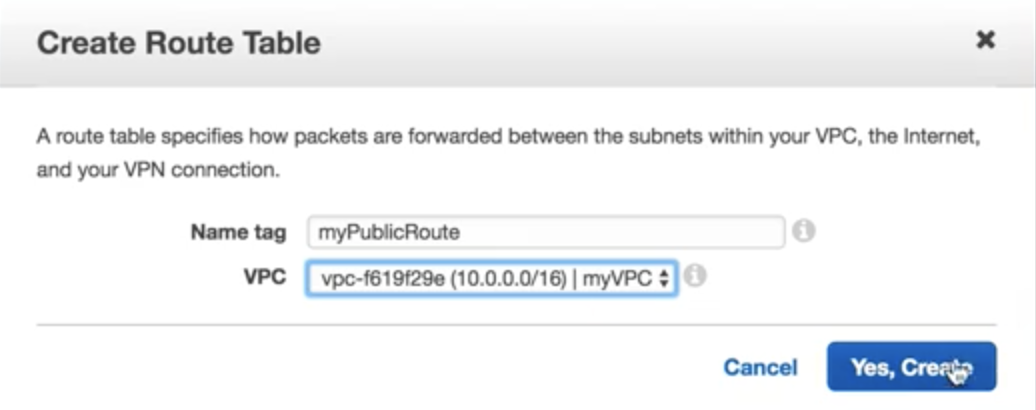 Create Route Table
A route table specifies how packets are forwarded between the subnets within your VPC, the Internet,
and your VPN connection.
Name tag myPublicRoute
VPC vpc-f619f29e (10.0.0.0/16) | myVPC
Cancel Yes, Create